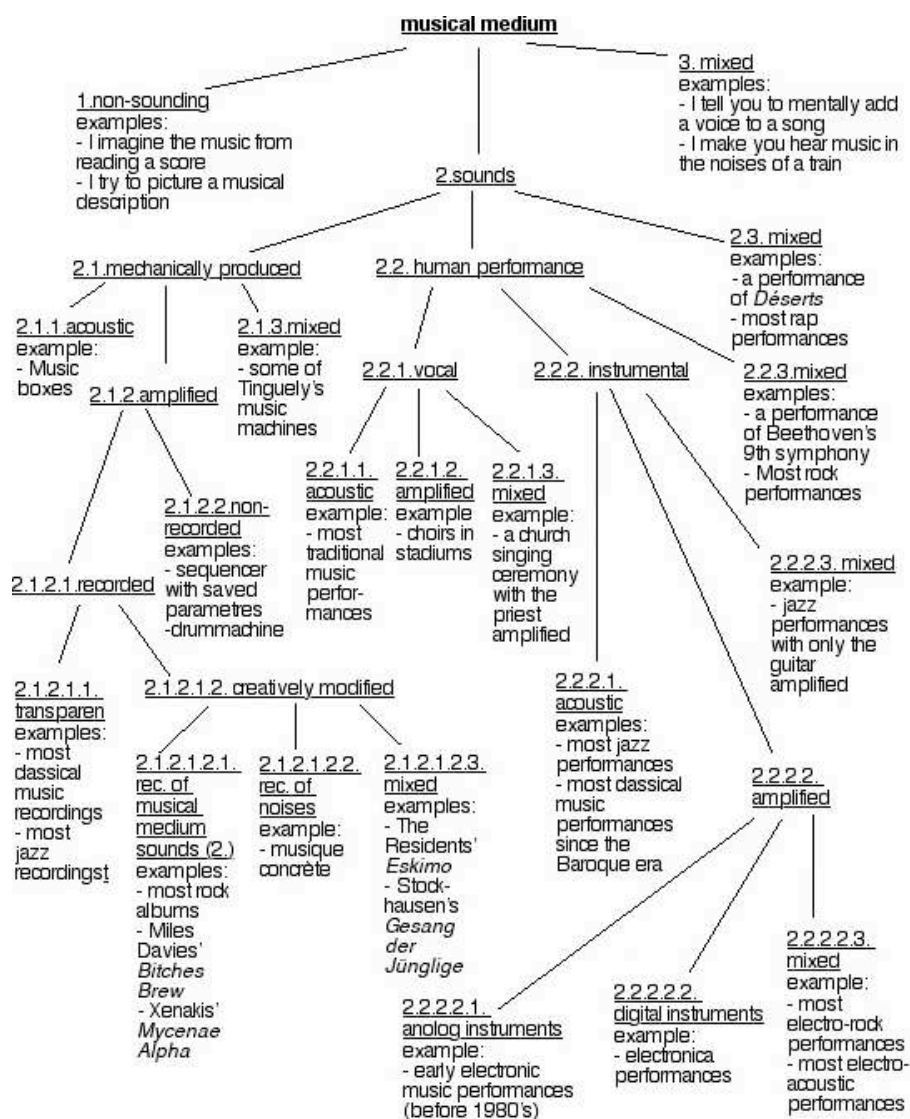 musical medium
1.non-sounding
examples:
- I imagine the music from
reading a score
- I try to picture a musical
description
3. mixed
examples:
- I tell you to mentally add
a voice to a song
- I make you hear music in
the noises of a train
2.sounds
2.1.mechanically produced
2.2. human performance
2.3. mixed
examples:
- a performance
of Déserts
- most rap
performances
2.1.1.acoustic
example:
- Music
boxes
2.1.2.amplified
2.1.3.mixed
example:
- some of
Tinguely's
music
machines
2.2.1. vocal
2.2.2. instrumental
2.2.3.mixed
examples:
- a performance
of Beethoven's
9th symphony
- Most rock
performances
2.1.2.1.recorded
2.1.2.2.non-
recorded
examples:
- sequencer
with saved
parametres
-drummachine
2.2.1.1.
acoustic
example:
- most
traditional
music
perfor-
mances
2.2.1.2.
amplified
example
- choirs in
stadiums
2.2.1.3.
mixed
example:
- a church
singing
ceremony
with the
priest
amplified
2.2.2.3. mixed
example:
- jazz
performances
with only the
guitar
amplified
2.1.2.1.1.
transparen
examples:
- most
classical
music
recordings
- most
jazz
recordingst
2.1.2.1.2. creatively modified
2.1.2.1.2.1.
rec. of
musical
medium
sounds (2.)
examples:
- most rock
albums
- Miles
Davies'
Bitches
Brew
- Xenakis'
Mycenae
Alpha
2.1.2.1.2.2.
rec. of
noises
example:
- musique
concrète
2.1.2.1.2.3.
mixed
examples:
- The
Residents'
Eskimo
- Stock-
hausen's
Gesang
der
Jünglige
2.2.2.1.
acoustic
examples:
- most jazz
performances
- most classical
music
performances
since the
Baroque era
2.2.2.2.
amplified
2.2.2.2.1.
anolog instruments
example:
- early electronic
music performances
(before 1980's)
2.2.2.2.2.
digital instruments
example:
- electronica
performances
2.2.2.2.3.
mixed
example:
- most
electro-rock
performances
- most electro-
acoustic
performances